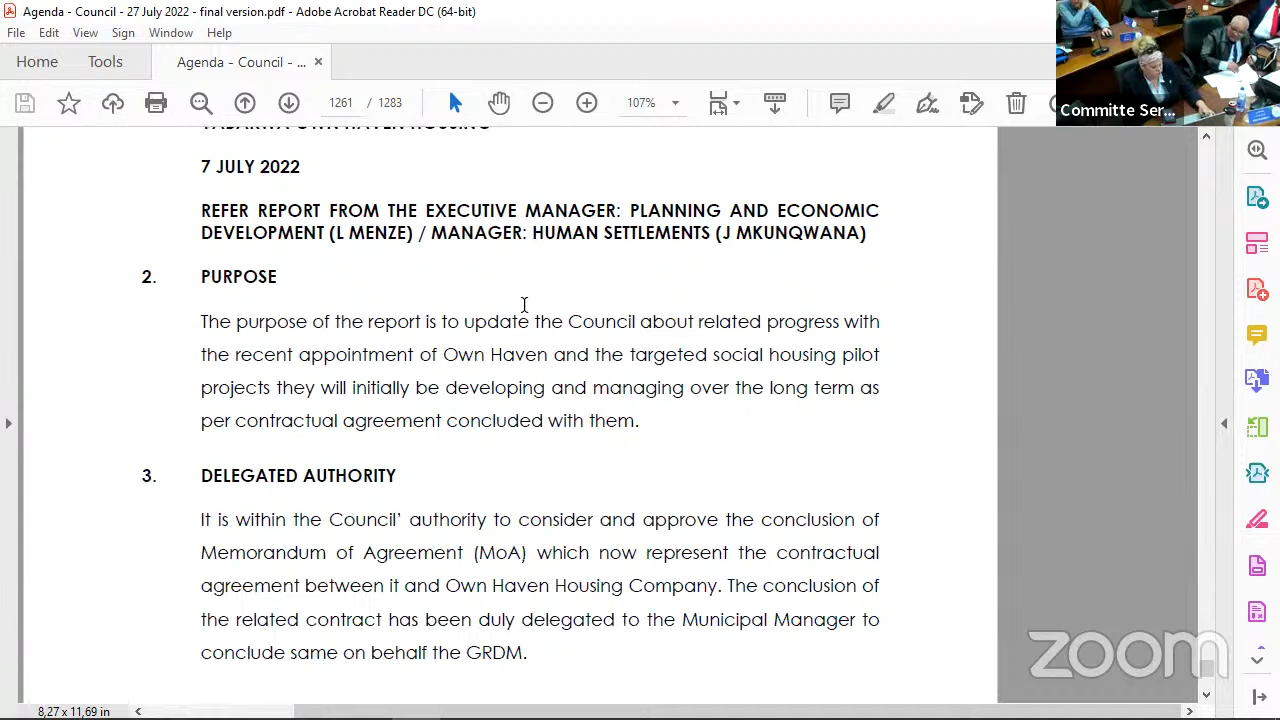 Agenda - Council - 27 July 2022 - final version.pdf - Adobe Acrobat Reader DC (64-bit)
File Edit View Sign Window Help
Home Tools Agenda - Council - ... ×
1261 / 1283 107%
Committe Ser...
7 JULY 2022
REFER REPORT FROM THE EXECUTIVE MANAGER: PLANNING AND ECONOMIC
DEVELOPMENT (L MENZE) / MANAGER: HUMAN SETTLEMENTS (J MKUNQWANA)
2. PURPOSE
The purpose of the report is to update the Council about related progress with
the recent appointment of Own Haven and the targeted social housing pilot
projects they will initially be developing and managing over the long term as
per contractual agreement concluded with them.
3. DELEGATED AUTHORITY
It is within the Council' authority to consider and approve the conclusion of
Memorandum of Agreement (MoA) which now represent the contractual
agreement between it and Own Haven Housing Company. The conclusion of
the related contract has been duly delegated to the Municipal Manager to
conclude same on behalf the GRDM.
zoom
8,27 x 11,69 in